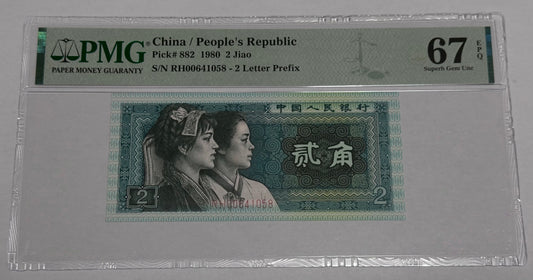 PMG®
PAPER MONEY GUARANTY
China / People's Republic
Pick# 882 1980 2 Jiao
S/N RH00641058 - 2 Letter Prefix
67
EPQ
Superb Gem Unc
中国人民银行
贰角
RH00641058
2
2